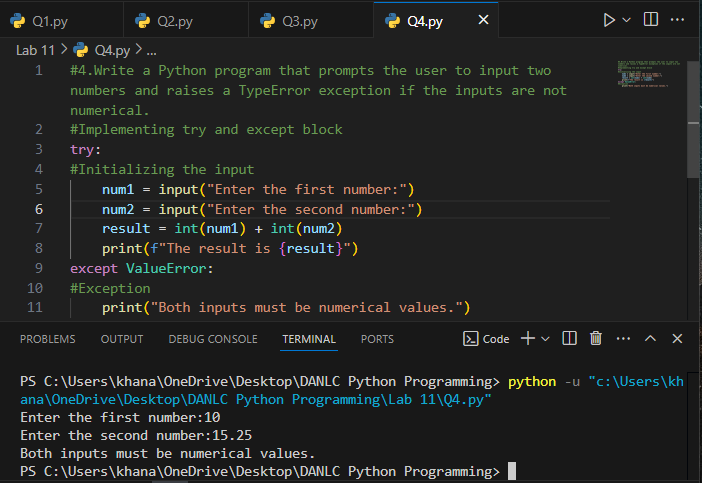 Q1.py Q2.py Q3.py Q4.py
Lab 11 > Q4.py > ...
1 #4.Write a Python program that prompts the user to input two
numbers and raises a TypeError exception if the inputs are not
numerical.
2 #Implementing try and except block
3 try:
4 #Initializing the input
5     num1 = input("Enter the first number:")
6     num2 = input("Enter the second number:")
7     result = int(num1) + int(num2)
8     print(f"The result is {result}")
9 except ValueError:
10 #Exception
11     print("Both inputs must be numerical values.")
PROBLEMS OUTPUT DEBUG CONSOLE TERMINAL PORTS Code
PS C:\Users\khana\OneDrive\Desktop\DANLC Python Programming> python -u "c:\Users\kh
ana\OneDrive\Desktop\DANLC Python Programming\Lab 11\Q4.py"
Enter the first number:10
Enter the second number:15.25
Both inputs must be numerical values.
PS C:\Users\khana\OneDrive\Desktop\DANLC Python Programming>